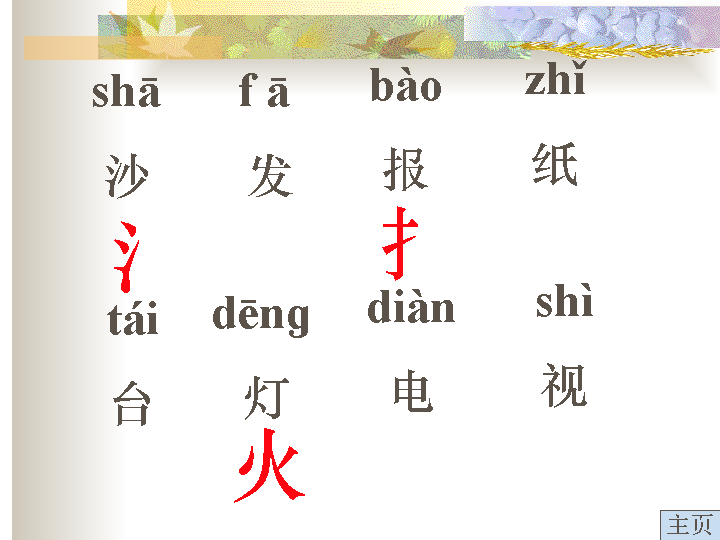 shā f ā bào zhǐ
沙 发 报 纸
氵 扌
tái dēng diàn shì
台 灯 电 视
火
主页